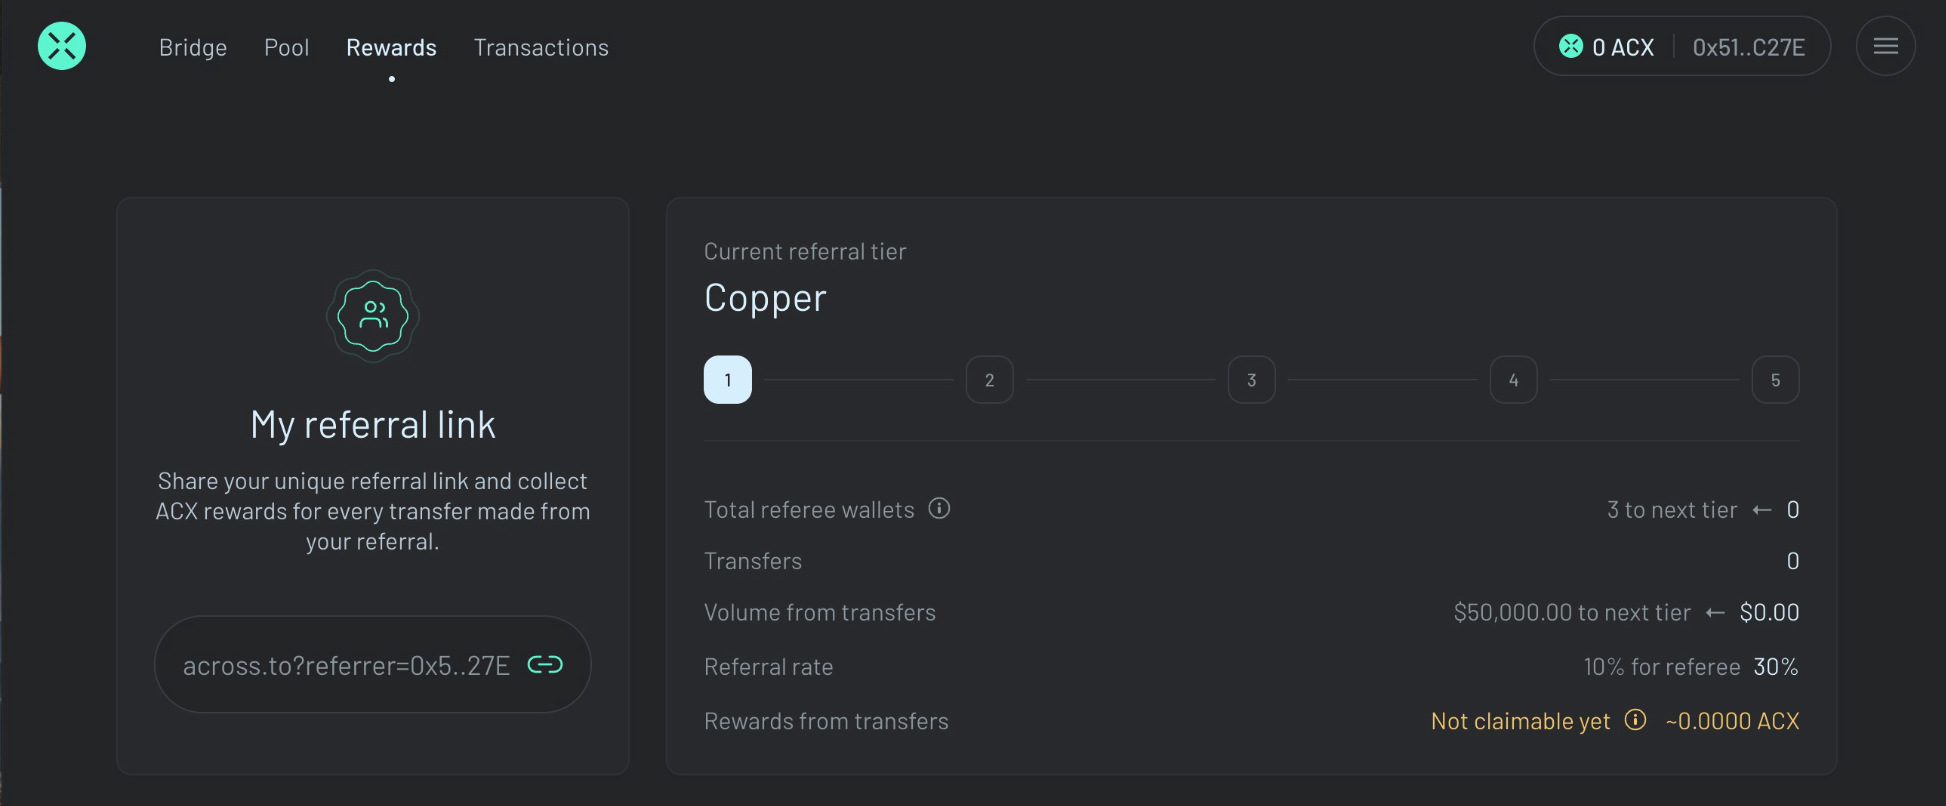 Bridge Pool Rewards Transactions 0 ACX 0x51..C27E
My referral link
Share your unique referral link and collect
ACX rewards for every transfer made from
your referral.
across.to?referrer=0x5..27E
Current referral tier
Copper
1 2 3 4 5
Total referee wallets 3 to next tier ← 0
Transfers 0
Volume from transfers $50,000.00 to next tier ← $0.00
Referral rate 10% for referee 30%
Rewards from transfers Not claimable yet ~0.0000 ACX